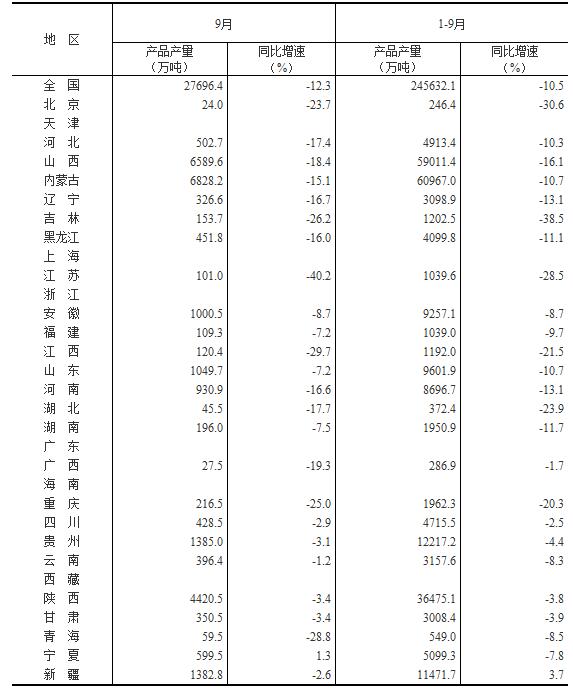 地 区 9月 1-9月
产品产量 同比增速 产品产量 同比增速
（万吨） （%） （万吨） （%）
全 国 27696.4 -12.3 245632.1 -10.5
北 京 24.0 -23.7 246.4 -30.6
天 津
河 北 502.7 -17.4 4913.4 -10.3
山 西 6589.6 -18.4 59011.4 -16.1
内蒙古 6828.2 -15.1 60967.0 -10.7
辽 宁 326.6 -16.7 3098.9 -13.1
吉 林 153.7 -26.2 1202.5 -38.5
黑龙江 451.8 -16.0 4099.8 -11.1
上 海
江 苏 101.0 -40.2 1039.6 -28.5
浙 江
安 徽 1000.5 -8.7 9257.1 -8.7
福 建 109.3 -7.2 1039.0 -9.7
江 西 120.4 -29.7 1192.0 -21.5
山 东 1049.7 -7.2 9601.9 -10.7
河 南 930.9 -16.6 8696.7 -13.1
湖 北 45.5 -17.7 372.4 -23.9
湖 南 196.0 -7.5 1950.9 -11.7
广 东
广 西 27.5 -19.3 286.9 -1.7
海 南
重 庆 216.5 -25.0 1962.3 -20.3
四 川 428.5 -2.9 4715.5 -2.5
贵 州 1385.0 -3.1 12217.2 -4.4
云 南 396.4 -1.2 3157.6 -8.3
西 藏
陕 西 4420.5 -3.4 36475.1 -3.8
甘 肃 350.5 -3.4 3008.4 -3.9
青 海 59.5 -28.8 549.0 -8.5
宁 夏 599.5 1.3 5099.3 -7.8
新 疆 1382.8 -2.6 11471.7 3.7